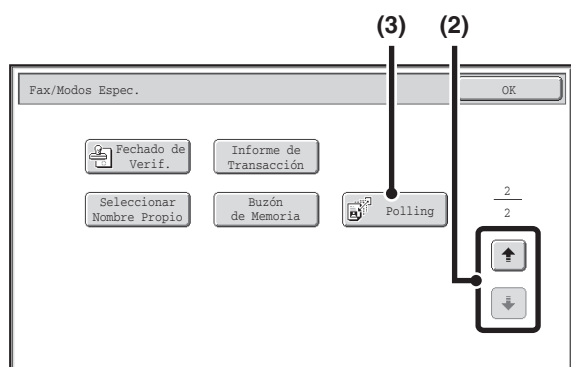 (3) (2)
Fax/Modos Espec. OK
Fechado de
Verif.
Informe de
Transacción
Seleccionar
Nombre Propio
Buzón
de Memoria
Polling
2
2